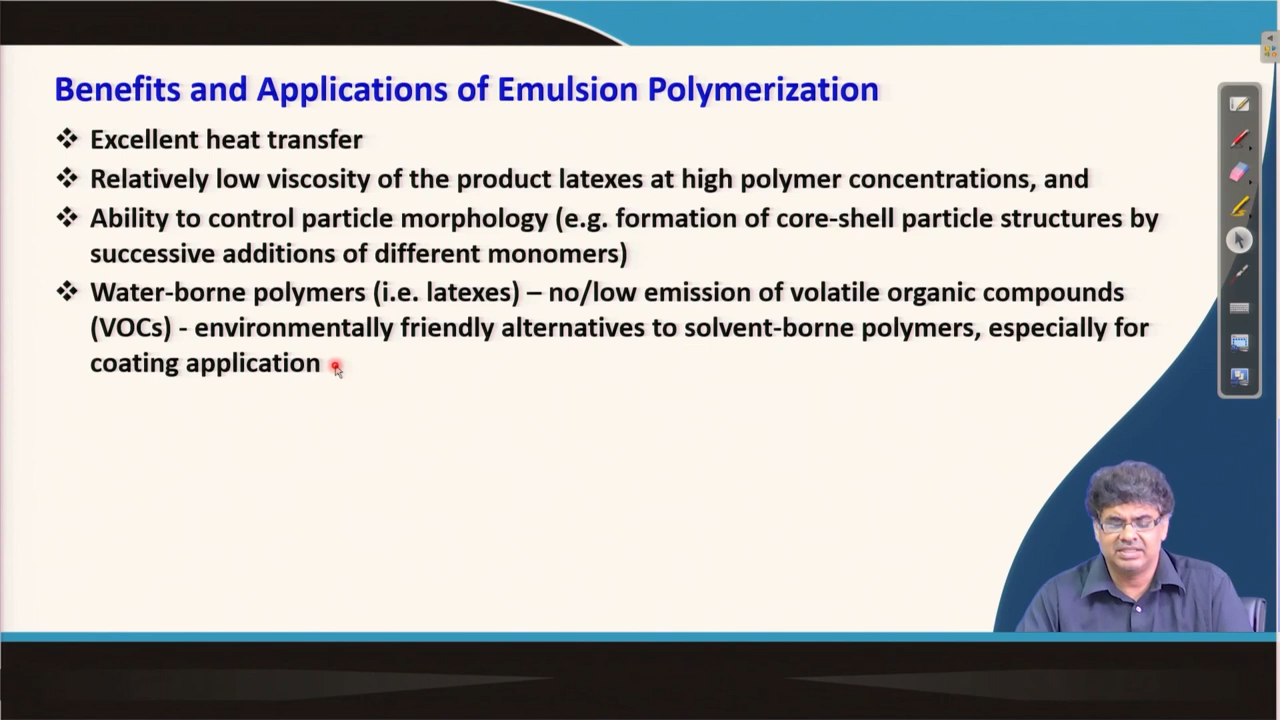 Benefits and Applications of Emulsion Polymerization
❖ Excellent heat transfer
❖ Relatively low viscosity of the product latexes at high polymer concentrations, and
❖ Ability to control particle morphology (e.g. formation of core-shell particle structures by
successive additions of different monomers)
❖ Water-borne polymers (i.e. latexes) – no/low emission of volatile organic compounds
(VOCs) - environmentally friendly alternatives to solvent-borne polymers, especially for
coating application